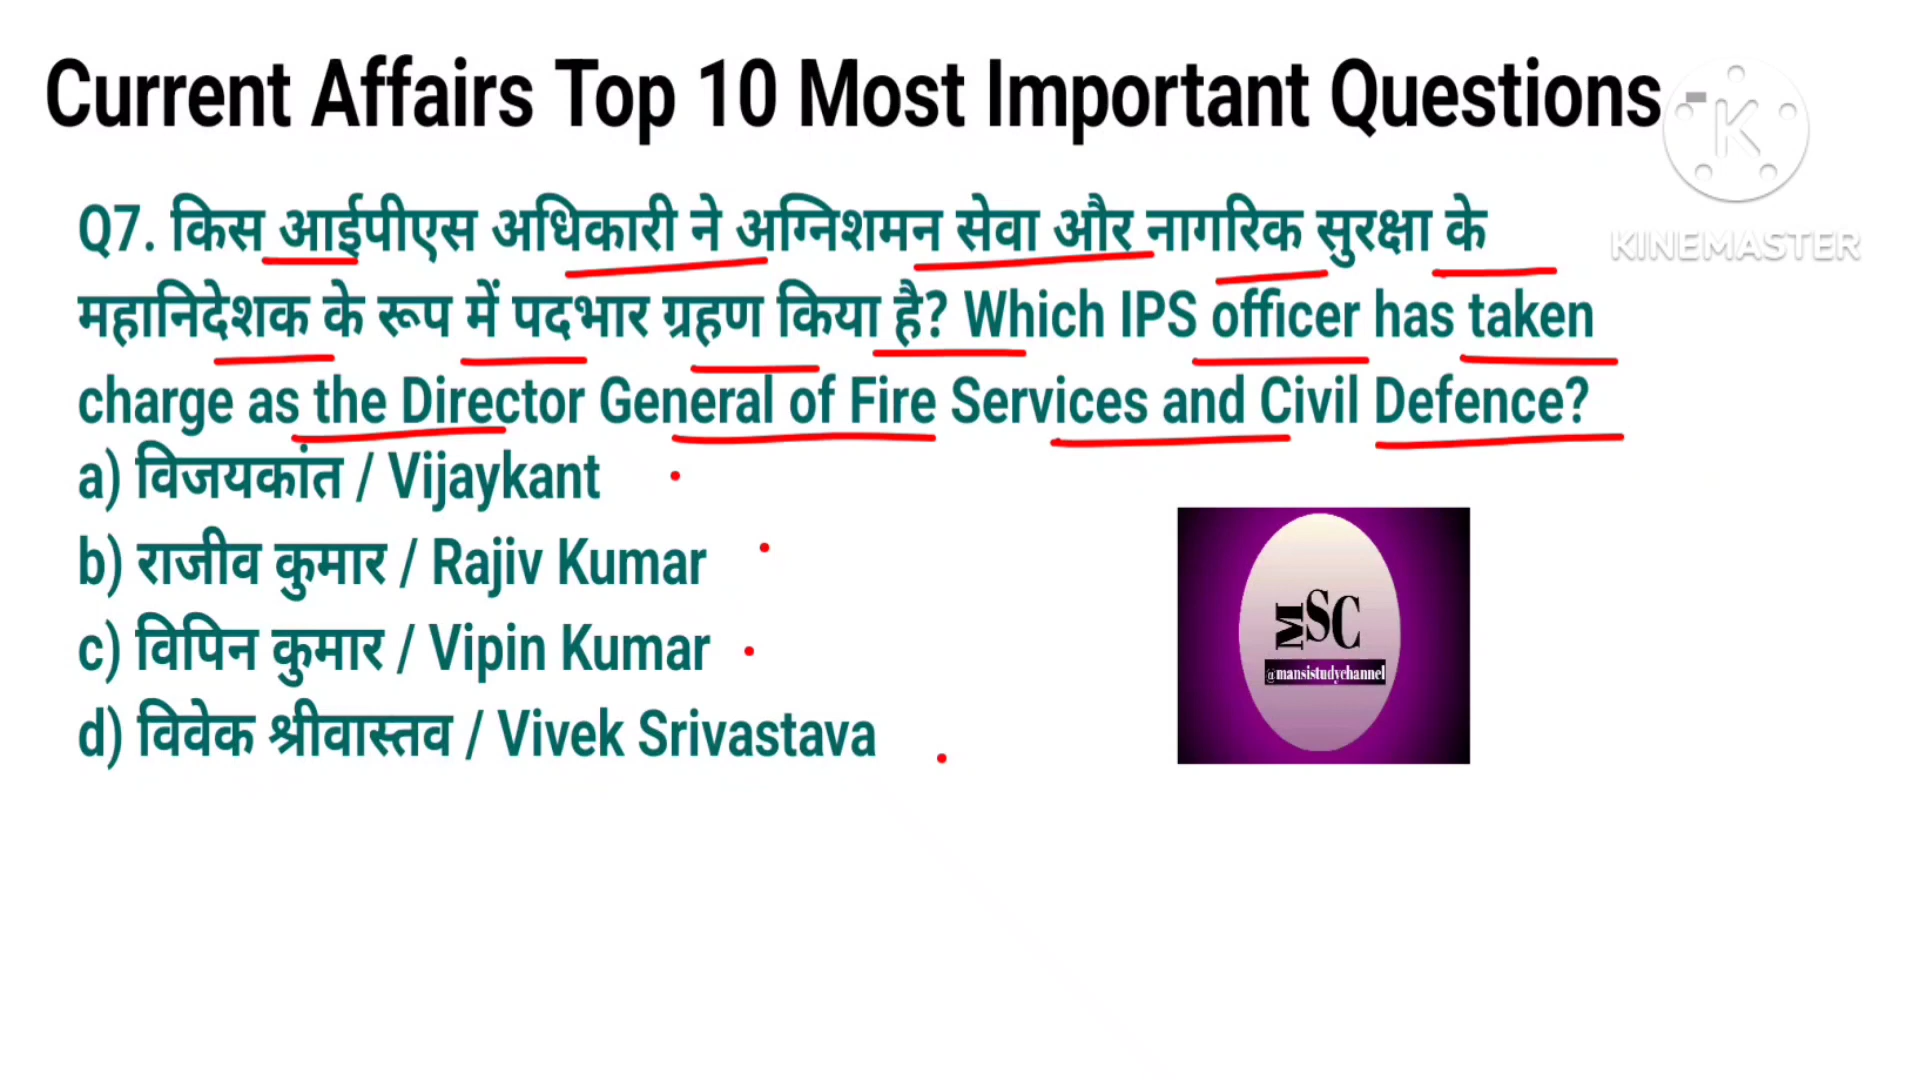 Current Affairs Top 10 Most Important Questions -
KINEMASTER
Q7. किस आईपीएस अधिकारी ने अग्निशमन सेवा और नागरिक सुरक्षा के
महानिदेशक के रूप में पदभार ग्रहण किया है? Which IPS officer has taken
charge as the Director General of Fire Services and Civil Defence?
a) विजयकांत / Vijaykant
b) राजीव कुमार / Rajiv Kumar
c) विपिन कुमार / Vipin Kumar
d) विवेक श्रीवास्तव / Vivek Srivastava
MSC
@mansistudychannel